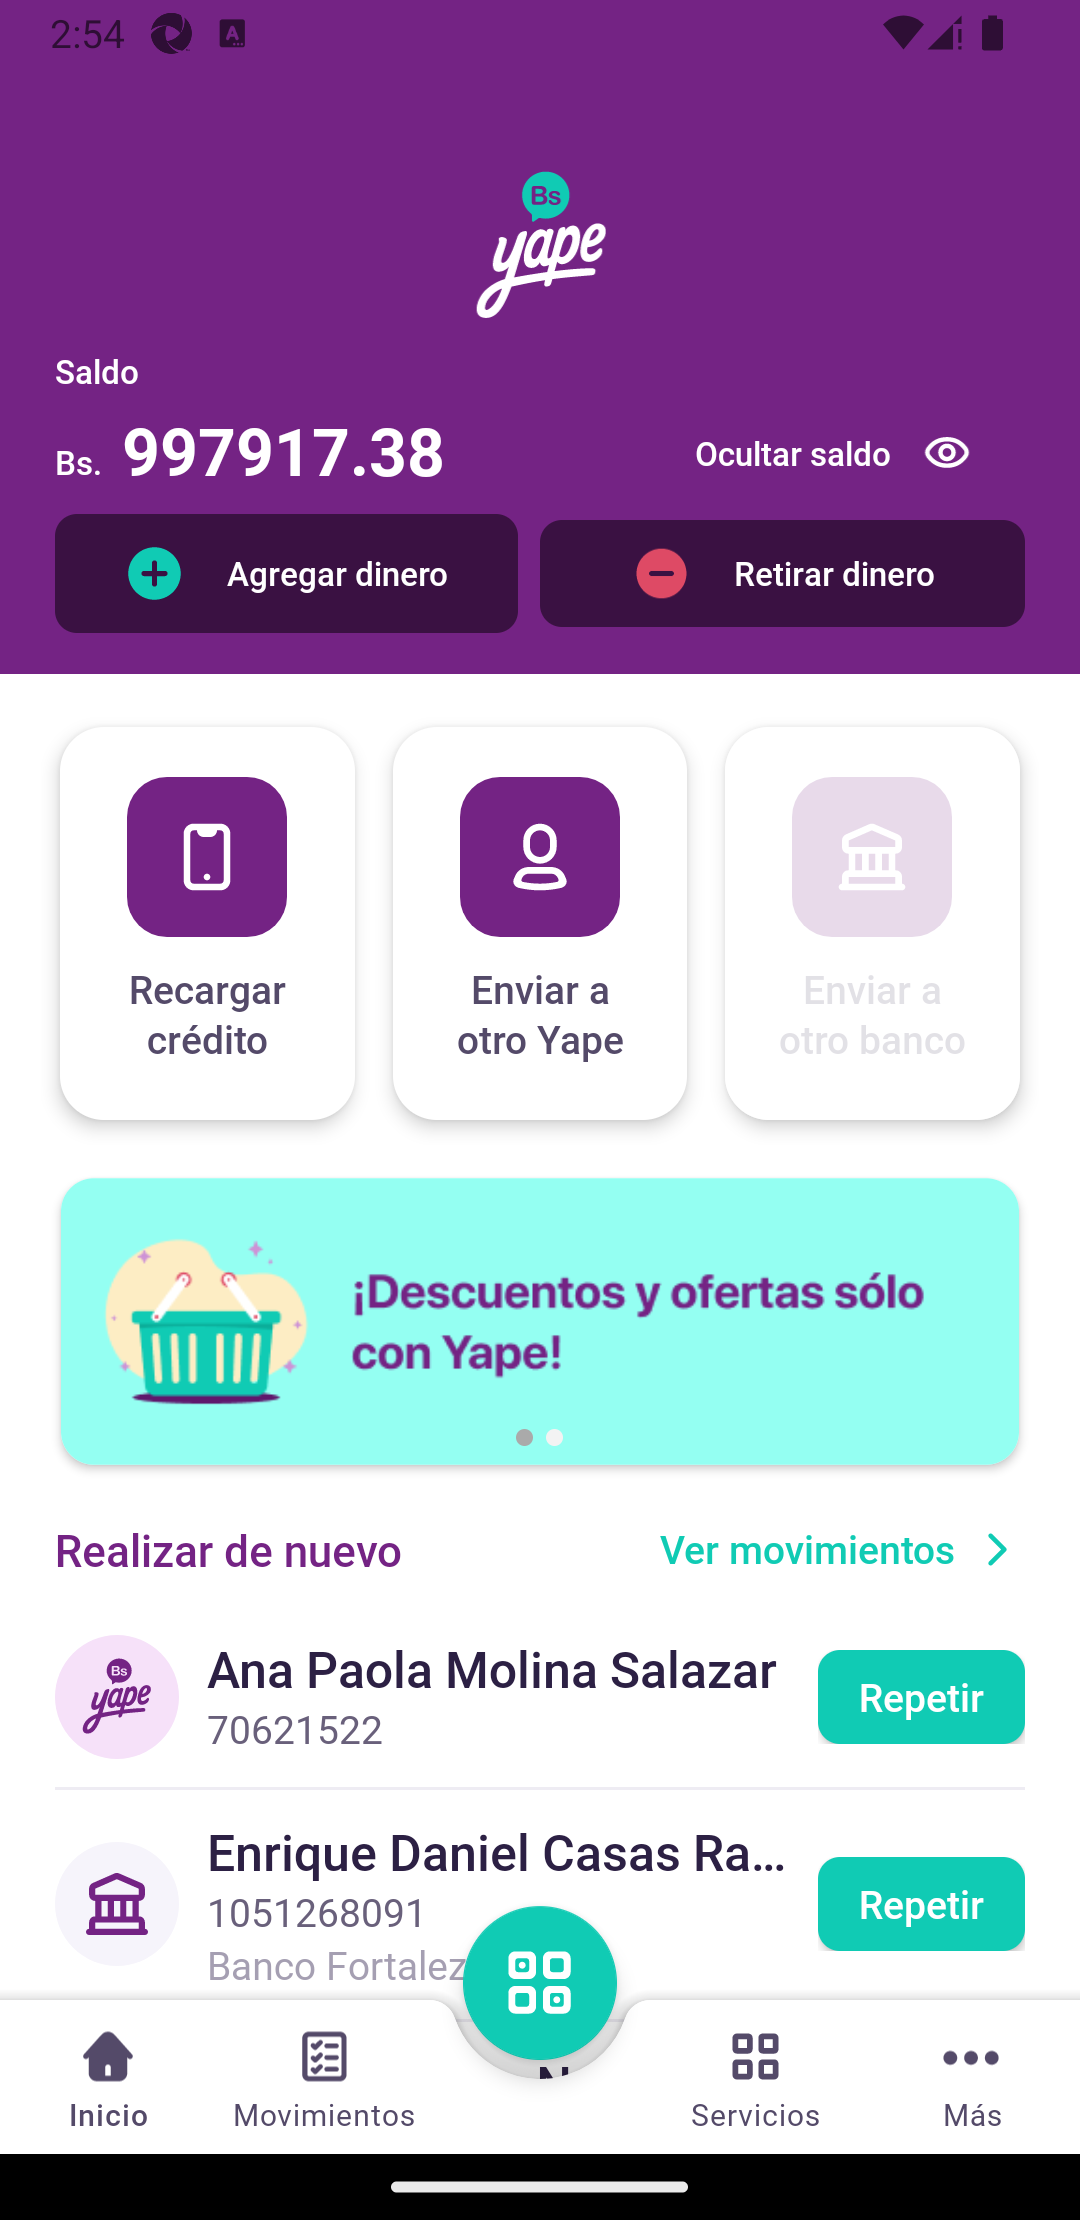 2:54
Bs
yape
Saldo
Bs. 997917.38
Ocultar saldo
Agregar dinero
Retirar dinero
Recargar
crédito
Enviar a
otro Yape
Enviar a
otro banco
¡Descuentos y ofertas sólo
con Yape!
Realizar de nuevo
Ver movimientos
Bs
yape
Ana Paola Molina Salazar
70621522
Repetir
Enrique Daniel Casas Ra...
1051268091
Banco Fortalez
Repetir
Inicio
Movimientos
Servicios
Más